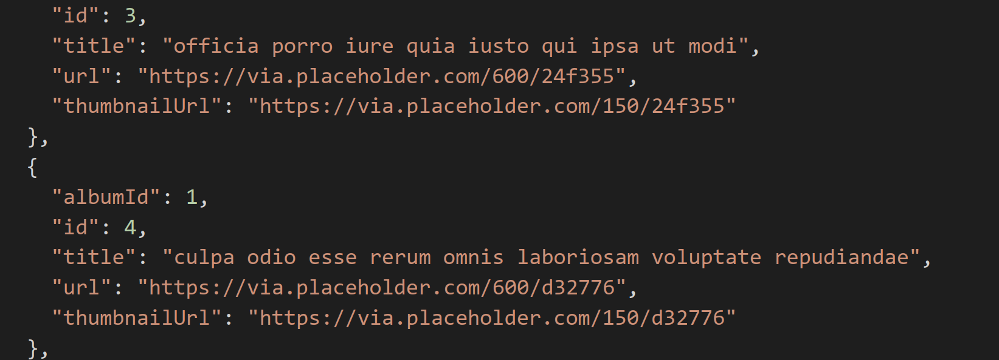 "id": 3,
"title": "officia porro iure quia iusto qui ipsa ut modi",
"url": "https://via.placeholder.com/600/24f355",
"thumbnailUrl": "https://via.placeholder.com/150/24f355"
},
{
"albumId": 1,
"id": 4,
"title": "culpa odio esse rerum omnis laboriosam voluptate repudiandae",
"url": "https://via.placeholder.com/600/d32776",
"thumbnailUrl": "https://via.placeholder.com/150/d32776"
},